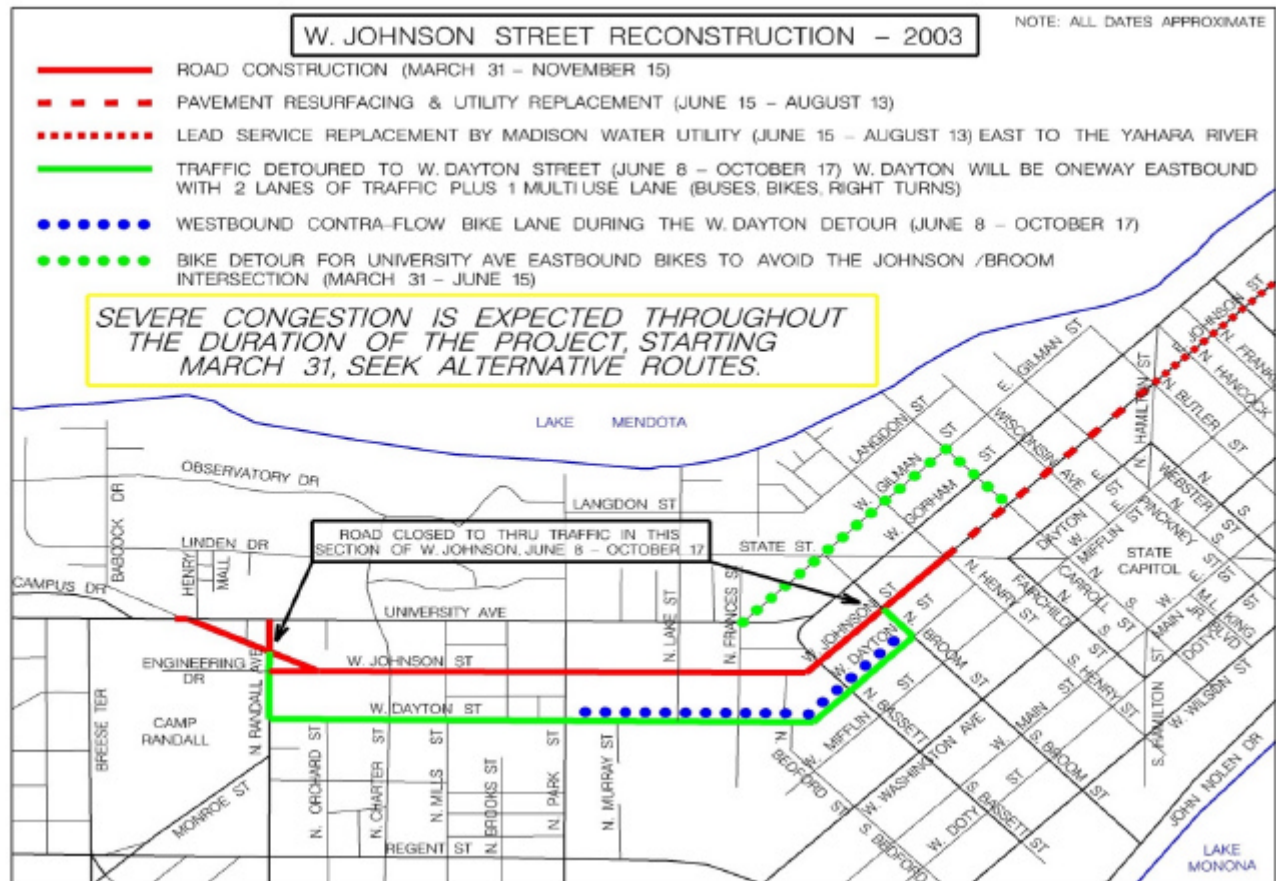 W. JOHNSON STREET RECONSTRUCTION - 2003
NOTE: ALL DATES APPROXIMATE
ROAD CONSTRUCTION (MARCH 31 - NOVEMBER 15)
PAVEMENT RESURFACING & UTILITY REPLACEMENT (JUNE 15 - AUGUST 13)
LEAD SERVICE REPLACEMENT BY MADISON WATER UTILITY (JUNE 15 - AUGUST 13) EAST TO THE YAHARA RIVER
TRAFFIC DETOURED TO W. DAYTON STREET (JUNE 8 - OCTOBER 17) W. DAYTON WILL BE ONEWAY EASTBOUND
WITH 2 LANES OF TRAFFIC PLUS 1 MULTI USE LANE (BUSES, BIKES, RIGHT TURNS)
WESTBOUND CONTRA-FLOW BIKE LANE DURING THE W. DAYTON DETOUR (JUNE 8 - OCTOBER 17)
BIKE DETOUR FOR UNIVERSITY AVE EASTBOUND BIKES TO AVOID THE JOHNSON /BROOM
INTERSECTION (MARCH 31 - JUNE 15)
SEVERE CONGESTION IS EXPECTED THROUGHOUT
THE DURATION OF THE PROJECT, STARTING
MARCH 31, SEEK ALTERNATIVE ROUTES.
JOHNSON ST
E.
N. FRANK
N. HANCOCK
N. BUTLER ST
N. HAMILTON ST
E. GILMAN ST
WISCONSIN AVE
LAKE MENDOTA
LANGDON ST
W. GILMAN ST
W. GORHAM ST
OBSERVATORY DR
BABCOCK DR
LANGDON ST
ROAD CLOSED TO THRU TRAFFIC IN THIS
SECTION OF W. JOHNSON, JUNE 8 - OCTOBER 17
STATE ST.
LINDEN DR
HENRY MALL
CAMPUS DR
UNIVERSITY AVE
N. LAKE ST
N. FRANCES S
E. DAYTON ST
W.
E. MIFFLIN ST
W.
N. PINCKNEY ST
S.
N. WEBSTER ST
S.
STATE
CAPITOL
N. CARROLL ST
S.
E. MAIN ST
W.
M.L. KING
JR. BLVD
DOTY ST
W. WILSON ST
N. HENRY ST
FAIRCHILD
W. JOHNSON ST
W. DAYTON ST
N. BROOM ST
ENGINEERING
DR
N. RANDALL AVE
W. JOHNSON ST
W. DAYTON ST
CAMP
RANDALL
BREESE TER
MONROE ST
N. ORCHARD ST
N. CHARTER ST
N. MILLS ST
N. BROOKS ST
N. PARK ST
N. MURRAY ST
REGENT ST
N. BEDFORD ST
W. MIFFLIN ST
N. BASSETT
W. WASHINGTON AVE
W. MAIN ST
S. HENRY ST
S. BROOM ST
S. BASSETT ST
W. DOTY ST
S. BEDFORD
S. HAMILTON ST
JOHN NOLEN DR
LAKE
MONONA